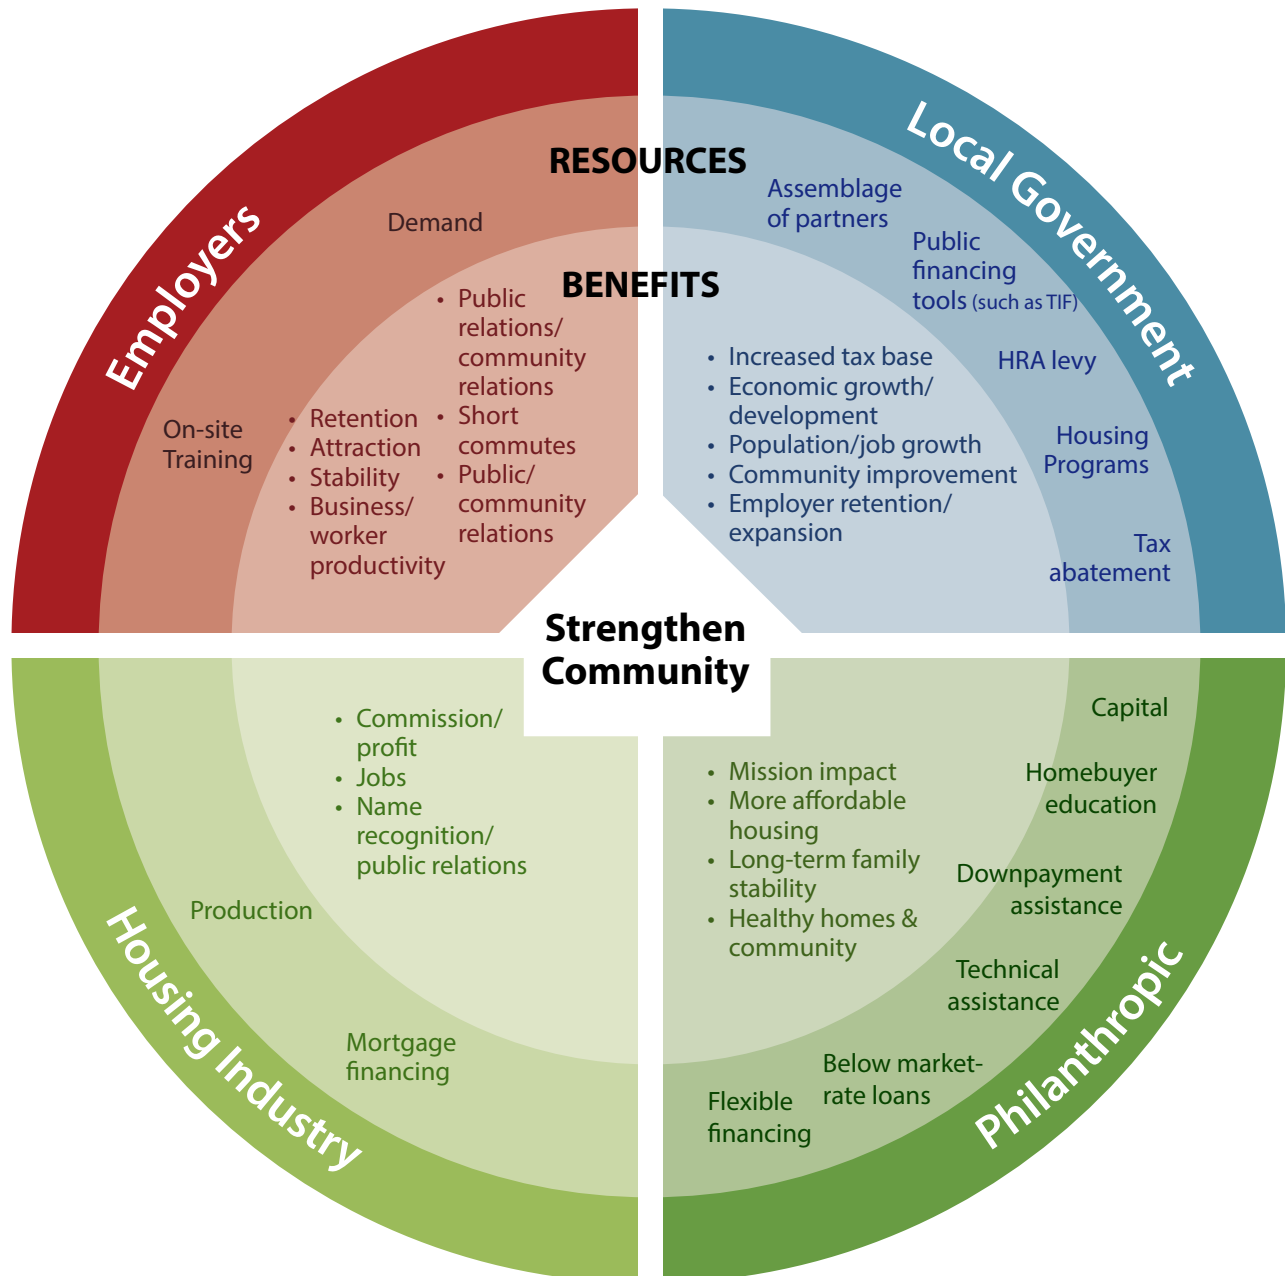 RESOURCES
BENEFITS
Employers
Demand
On-site
Training
• Public
relations/
community
relations
• Short
commutes
• Public/
community
relations
• Retention
• Attraction
• Stability
• Business/
worker
productivity
Local Government
Assemblage
of partners
Public
financing
tools (such as TIF)
HRA levy
Housing
Programs
Tax
abatement
• Increased tax base
• Economic growth/
development
• Population/job growth
• Community improvement
• Employer retention/
expansion
Strengthen
Community
Housing Industry
• Commission/
profit
• Jobs
• Name
recognition/
public relations
Production
Mortgage
financing
Philanthropic
• Mission impact
• More affordable
housing
• Long-term family
stability
• Healthy homes &
community
Capital
Homebuyer
education
Downpayment
assistance
Technical
assistance
Below market-
rate loans
Flexible
financing